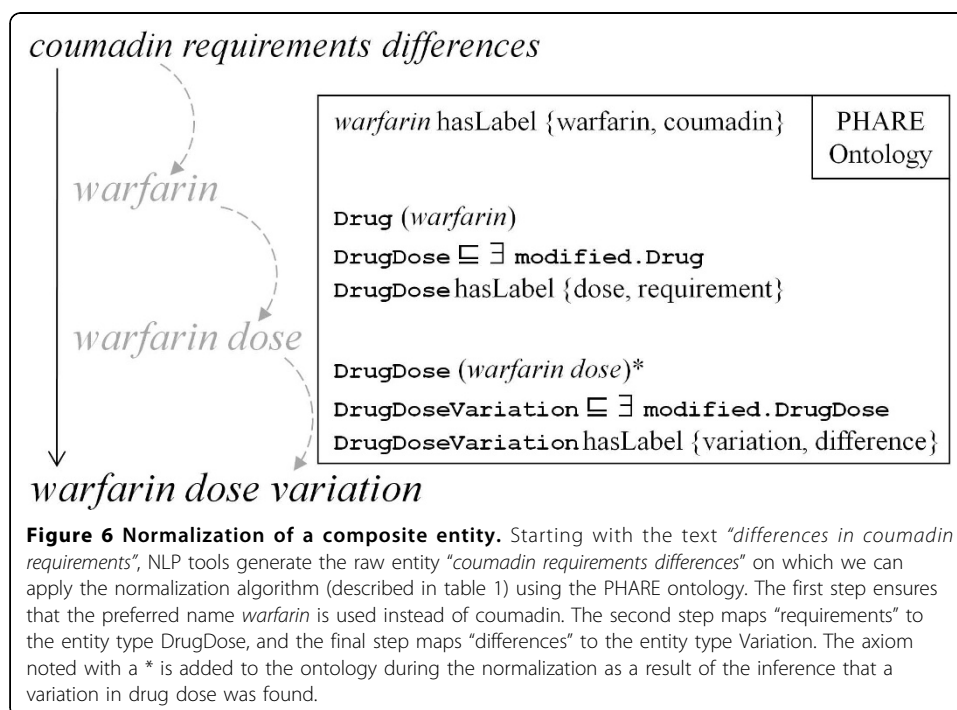 coumadin requirements differences
warfarin hasLabel {warfarin, coumadin}
PHARE
Ontology
warfarin
Drug (warfarin)
DrugDose ⊑ ∃ modified.Drug
DrugDose hasLabel {dose, requirement}
warfarin dose
DrugDose (warfarin dose)*
DrugDoseVariation ⊑ ∃ modified.DrugDose
DrugDoseVariation hasLabel {variation, difference}
warfarin dose variation
Figure 6 Normalization of a composite entity. Starting with the text "differences in coumadin
requirements", NLP tools generate the raw entity "coumadin requirements differences" on which we can
apply the normalization algorithm (described in table 1) using the PHARE ontology. The first step ensures
that the preferred name warfarin is used instead of coumadin. The second step maps "requirements" to
the entity type DrugDose, and the final step maps "differences" to the entity type Variation. The axiom
noted with a * is added to the ontology during the normalization as a result of the inference that a
variation in drug dose was found.